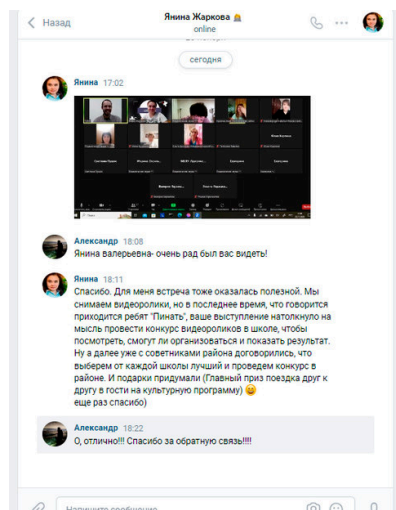 Назад
Янина Жаркова
online
сегодня
Янина 17:02
Александр 18:08
Янина валерьевна- очень рад был вас видеть!
Янина 18:11
Спасибо. Для меня встреча тоже оказалась полезной. Мы
снимаем видеоролики, но в последнее время, что говорится
приходится ребят "Пинать", ваше выступление натолкнуло на
мысль провести конкурс видеороликов в школе, чтобы
посмотреть, смогут ли организоваться и показать результат.
Ну а далее уже с советниками района договорились, что
выберем от каждой школы лучший и проведем конкурс в
районе. И подарки придумали (Главный приз поездка друг к
другу в гости на культурную программу)
еще раз спасибо)
Александр 18:22
О, отлично!!! Спасибо за обратную связь!!!!
Напишите сообщение